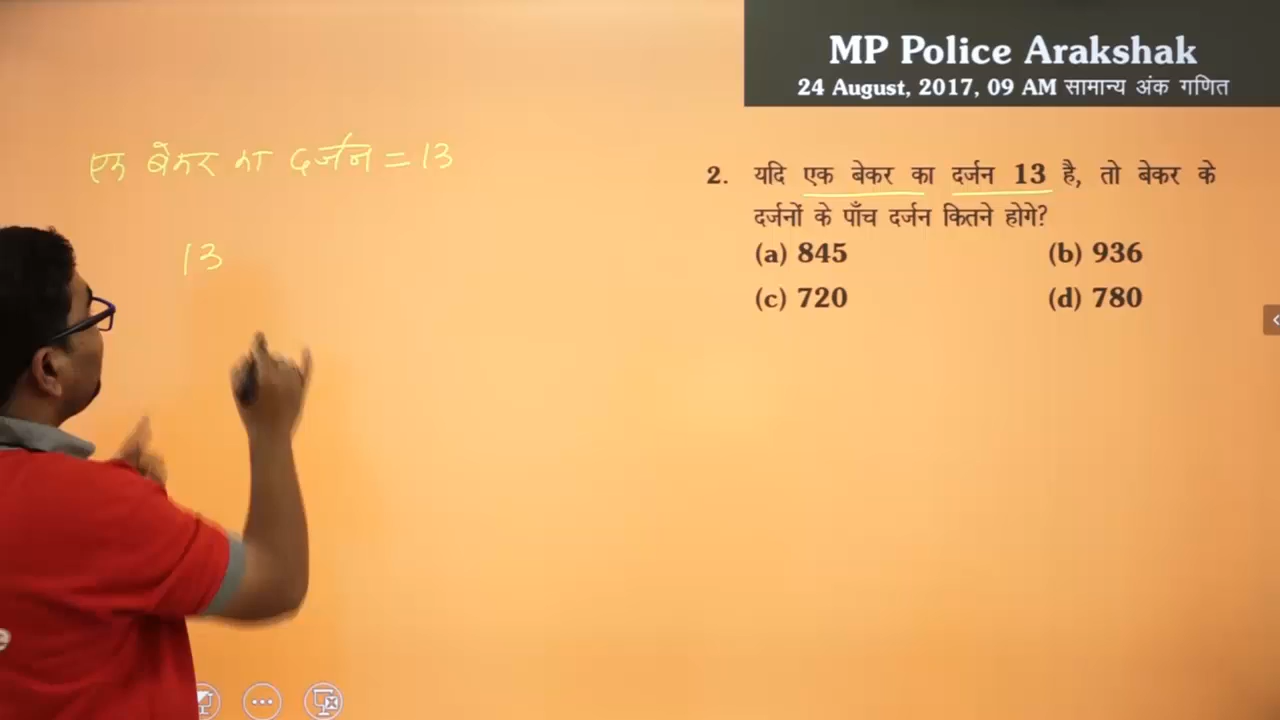 MP Police Arakshak
24 August, 2017, 09 AM सामान्य अंक गणित
एक बेकर का दर्जन = 13
13
2. यदि एक बेकर का दर्जन 13 है, तो बेकर के
दर्जनों के पाँच दर्जन कितने होगे?
(a) 845 (b) 936
(c) 720 (d) 780